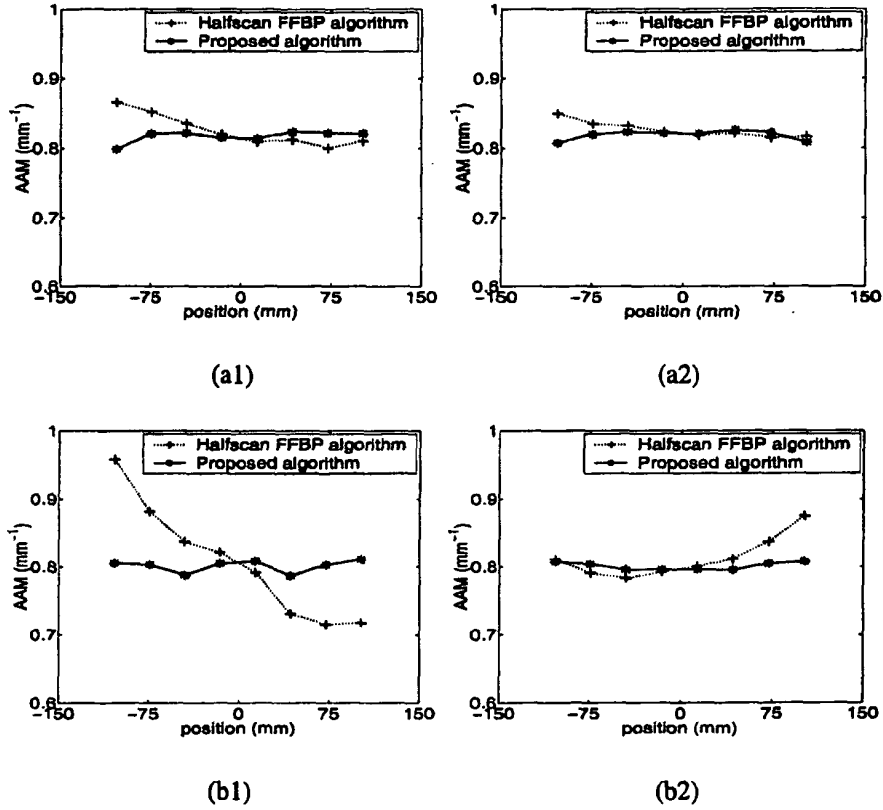 1
Halfscan FFBP algorithm
Proposed algorithm
0.9
0.8
0.7
0.6
AAM (mm⁻¹)
-150 -75 0 75 150
position (mm)
(a1)
1
Halfscan FFBP algorithm
Proposed algorithm
0.9
0.8
0.7
0.6
AAM (mm⁻¹)
-150 -75 0 75 150
position (mm)
(a2)
1
Halfscan FFBP algorithm
Proposed algorithm
0.9
0.8
0.7
0.6
AAM (mm⁻¹)
-150 -75 0 75 150
position (mm)
(b1)
1
Halfscan FFBP algorithm
Proposed algorithm
0.9
0.8
0.7
0.6
AAM (mm⁻¹)
-150 -75 0 75 150
position (mm)
(b2)